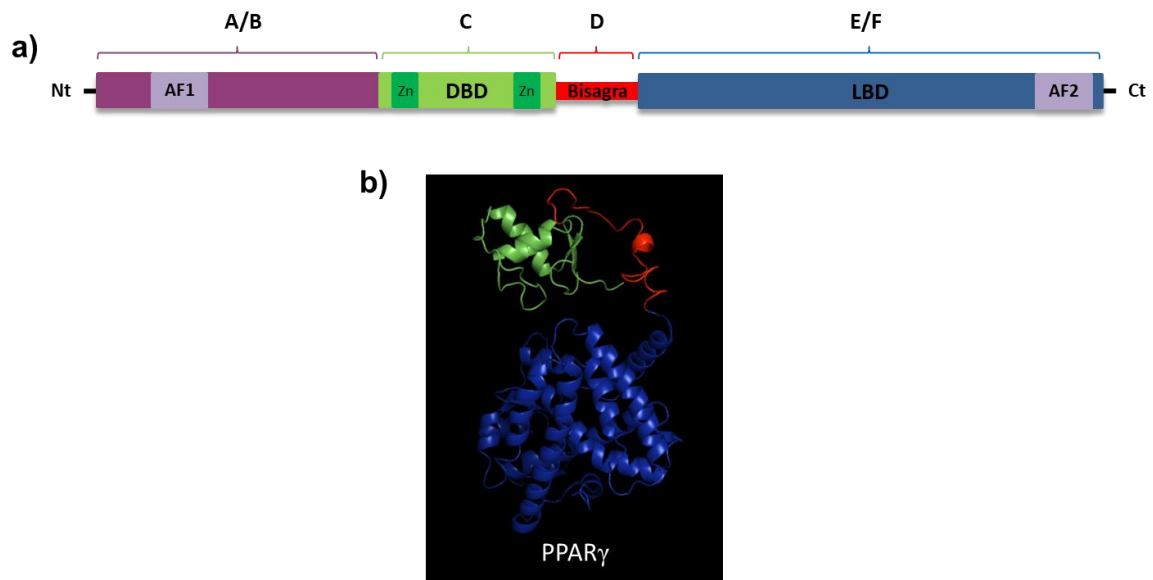 A/B C D E/F
a)
Nt AF1 Zn DBD Zn Bisagra LBD AF2 Ct
b)
PPARγ